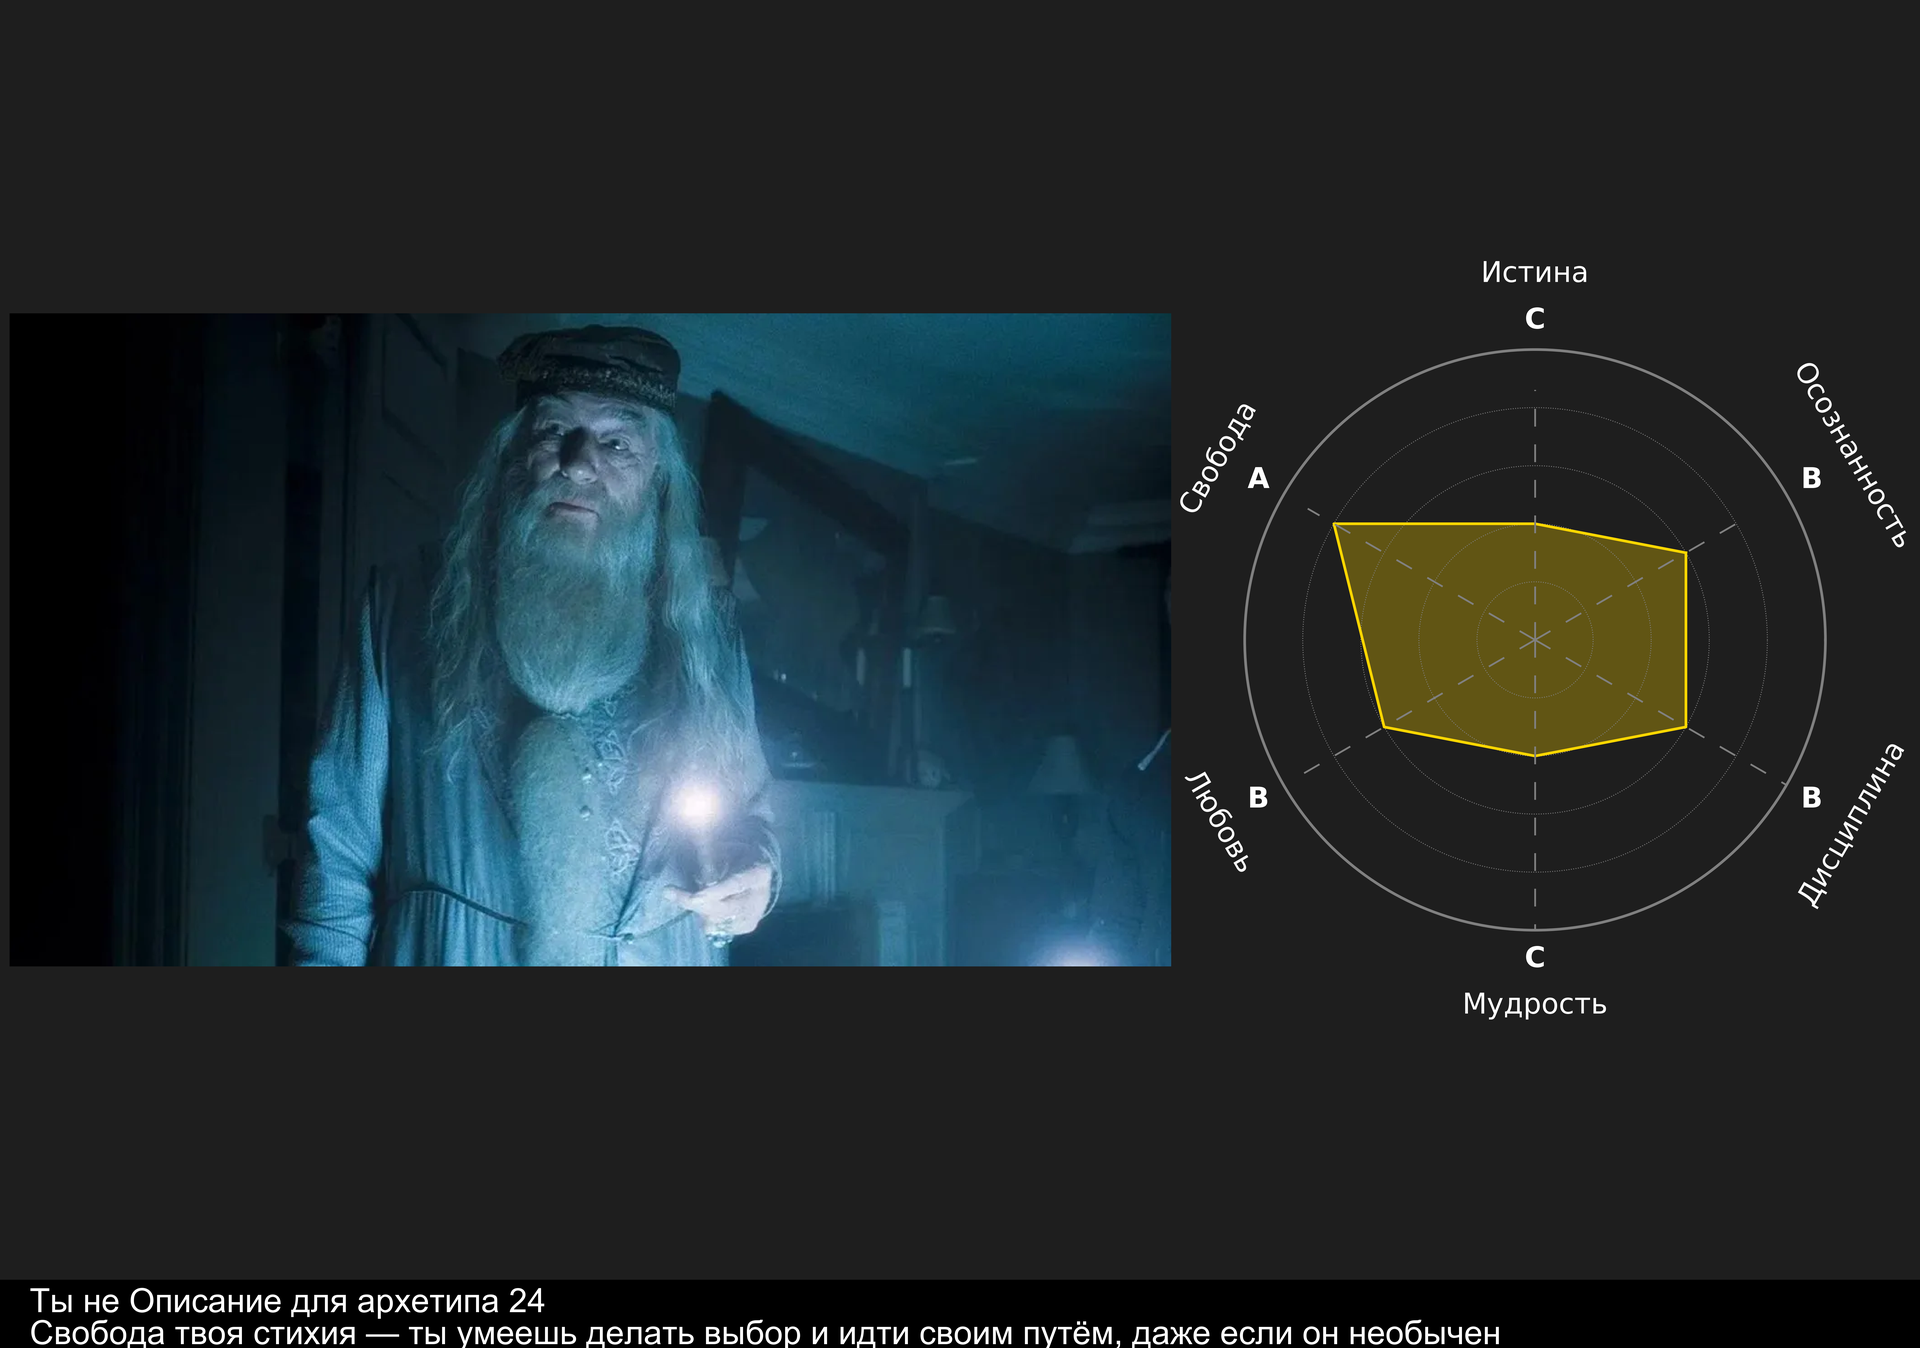 Истина
C
Осознанность
B
Свобода
A
Любовь
B
Дисциплина
B
C
Мудрость
Ты не Описание для архетипа 24
Свобода твоя стихия — ты умеешь делать выбор и идти своим путём, даже если он необычен